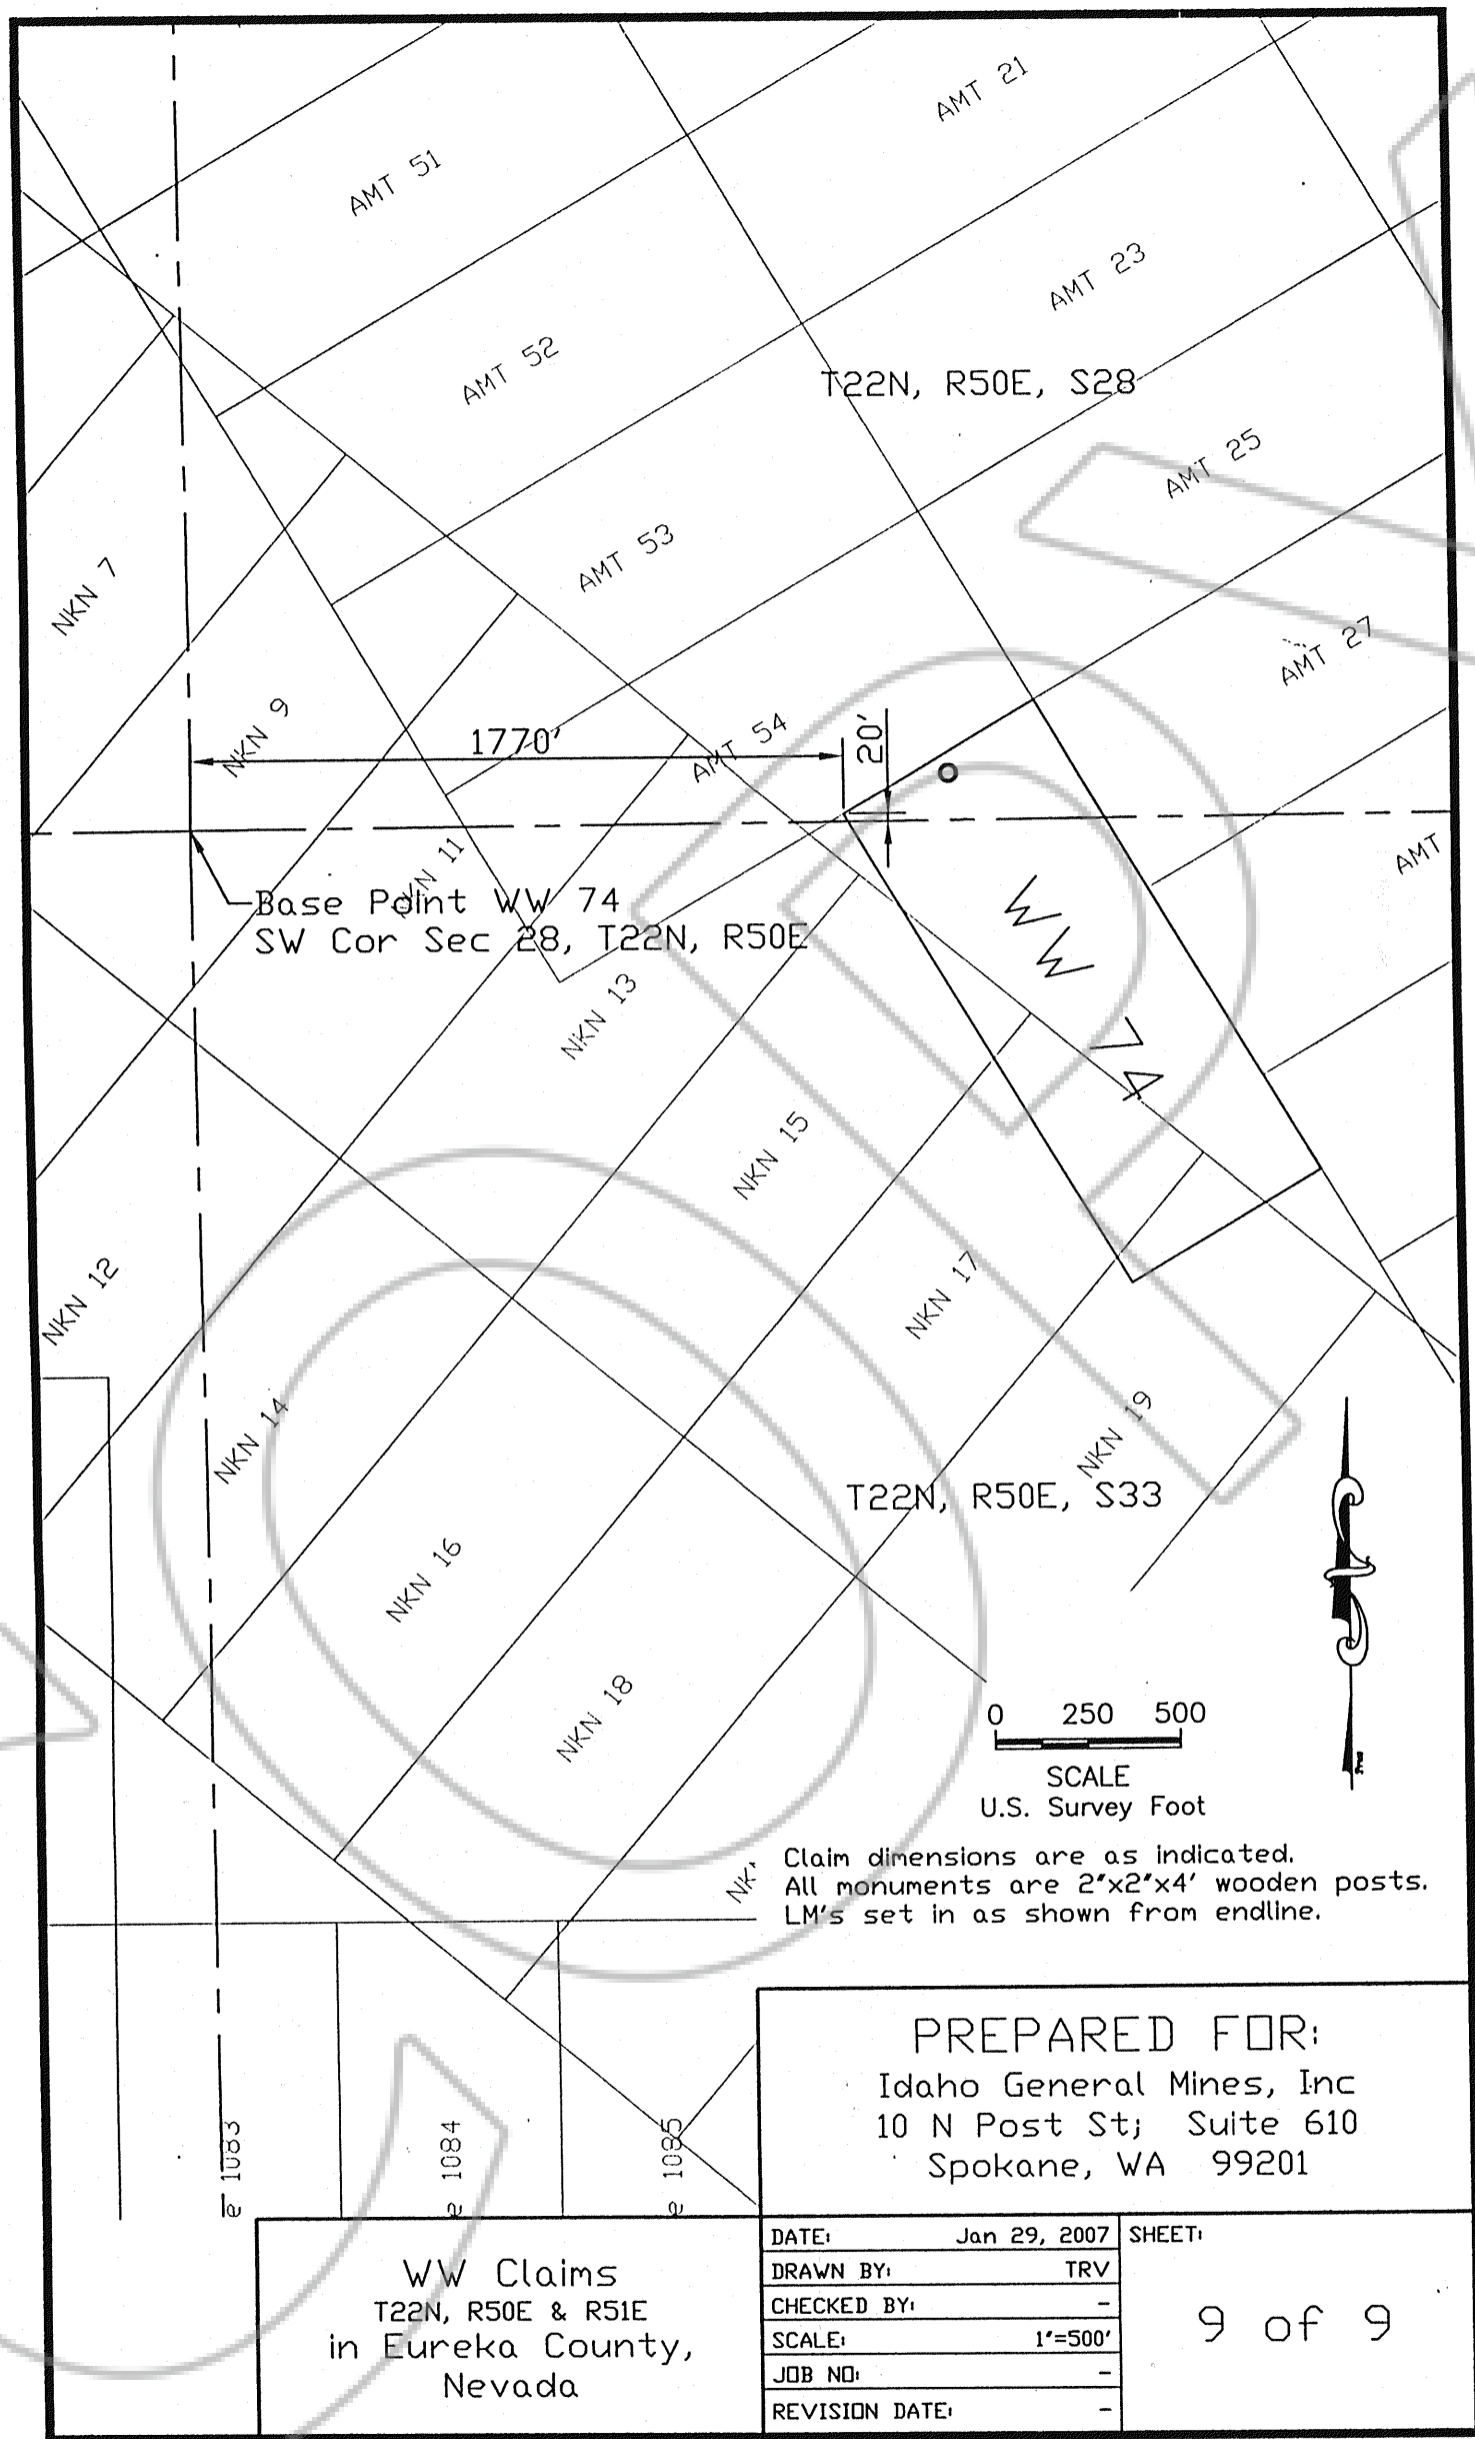 AMT 21
AMT 51
AMT 23
AMT 52
T22N, R50E, S28
AMT 25
AMT 53
NKN 7
AMT 27
NKN 9
1770'
AMT 54
20'
AMT
NKN 11
Base Point WW 74
SW Cor Sec 28, T22N, R50E
WW 74
NKN 13
NKN 15
NKN 12
NKN 17
NKN 14
NKN 19
T22N, R50E, S33
NKN 16
NKN 18
0 250 500
SCALE
U.S. Survey Foot
Claim dimensions are as indicated.
All monuments are 2"x2"x4' wooden posts.
LM's set in as shown from endline.
PREPARED FOR:
Idaho General Mines, Inc
10 N Post St; Suite 610
Spokane, WA 99201
e 1083
e 1084
e 1085
WW Claims
T22N, R50E & R51E
in Eureka County,
Nevada
DATE: Jan 29, 2007
DRAWN BY: TRV
CHECKED BY: -
SCALE: 1"=500'
JOB NO: -
REVISION DATE: -
SHEET:
9 of 9